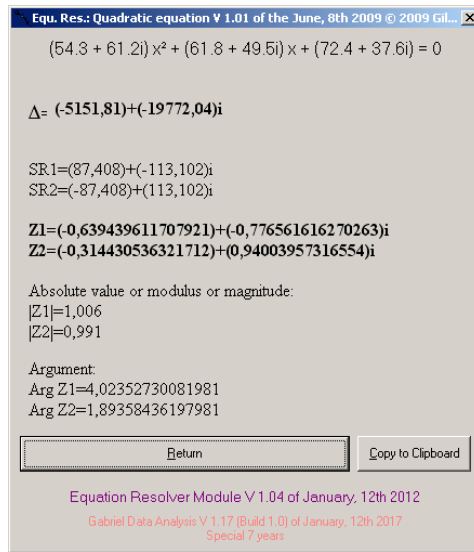 Equ. Res.: Quadratic equation V 1.01 of the June, 8th 2009 © 2009 Gil...
(54.3 + 61.2i) x² + (61.8 + 49.5i) x + (72.4 + 37.6i) = 0
Δ= (-5151,81)+(-19772,04)i
SR1=(87,408)+(-113,102)i
SR2=(-87,408)+(113,102)i
Z1=(-0,639439611707921)+(-0,776561616270263)i
Z2=(-0,314430536321712)+(0,94003957316554)i
Absolute value or modulus or magnitude:
|Z1|=1,006
|Z2|=0,991
Argument:
Arg Z1=4,02352730081981
Arg Z2=1,89358436197981
Return
Copy to Clipboard
Equation Resolver Module V 1.04 of January, 12th 2012
Gabriel Data Analysis V 1.17 (Build 1.0) of January, 12th 2017
Special 7 years